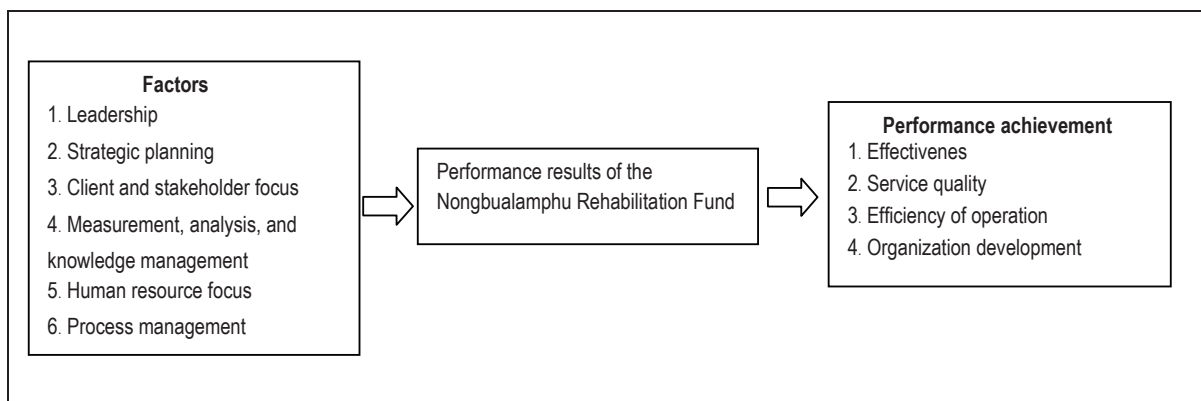 Factors
1. Leadership
2. Strategic planning
3. Client and stakeholder focus
4. Measurement, analysis, and
knowledge management
5. Human resource focus
6. Process management
Performance results of the
Nongbualamphu Rehabilitation Fund
Performance achievement
1. Effectivenes
2. Service quality
3. Efficiency of operation
4. Organization development